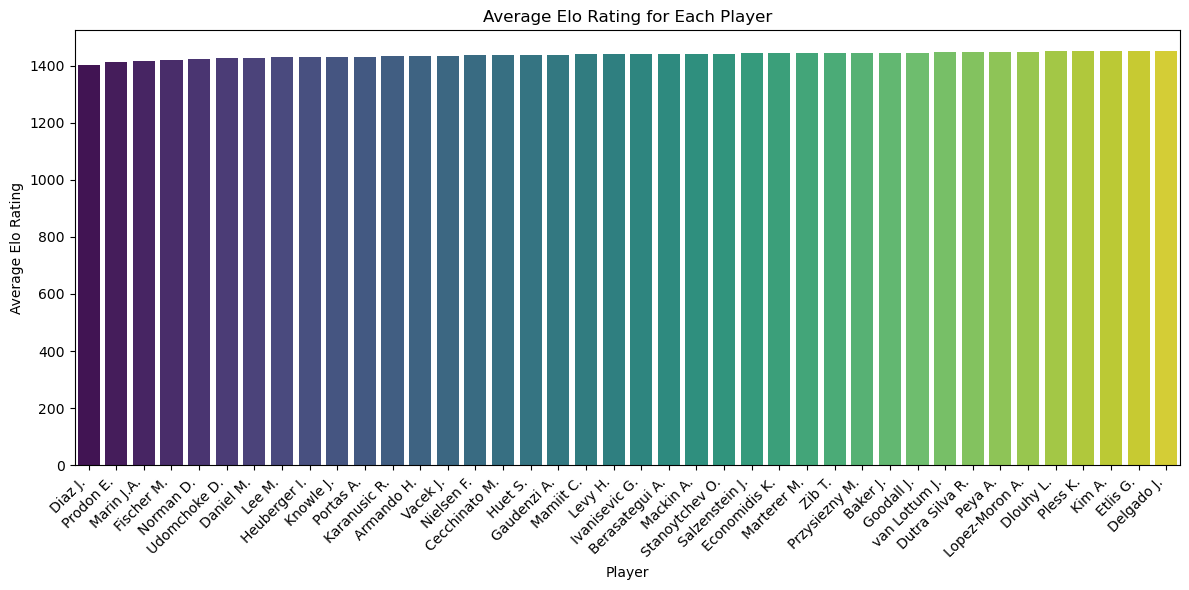 Average Elo Rating for Each Player
Average Elo Rating
1400
1200
1000
800
600
400
200
0
Diaz J.
Prodon E.
Marin J.A.
Fischer M.
Norman D.
Udomchoke D.
Daniel M.
Lee M.
Heuberger I.
Knowle J.
Portas A.
Karanusic R.
Armando H.
Vacek J.
Nielsen F.
Cecchinato M.
Huet S.
Gaudenzi A.
Mamiit C.
Levy H.
Ivanisevic G.
Berasategui A.
Mackin A.
Stanoytchev O.
Salzenstein J.
Economidis K.
Marterer M.
Zib T.
Przysiezny M.
Baker J.
Goodall J.
van Lottum J.
Dutra Silva R.
Peya A.
Lopez-Moron A.
Dlouhy L.
Pless K.
Kim A.
Etlis G.
Delgado J.
Player